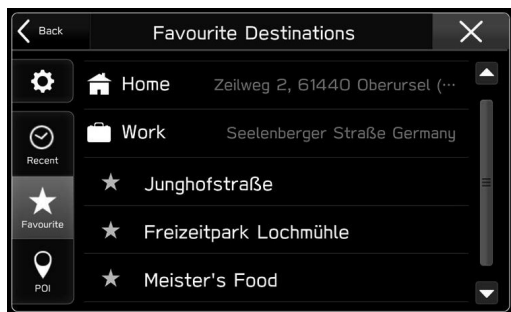 Back
Favourite Destinations
Home Zeilweg 2, 61440 Oberursel (···
Work Seelenberger Straße Germany
Recent
Junghofstraße
Favourite
Freizeitpark Lochmühle
POI
Meister's Food